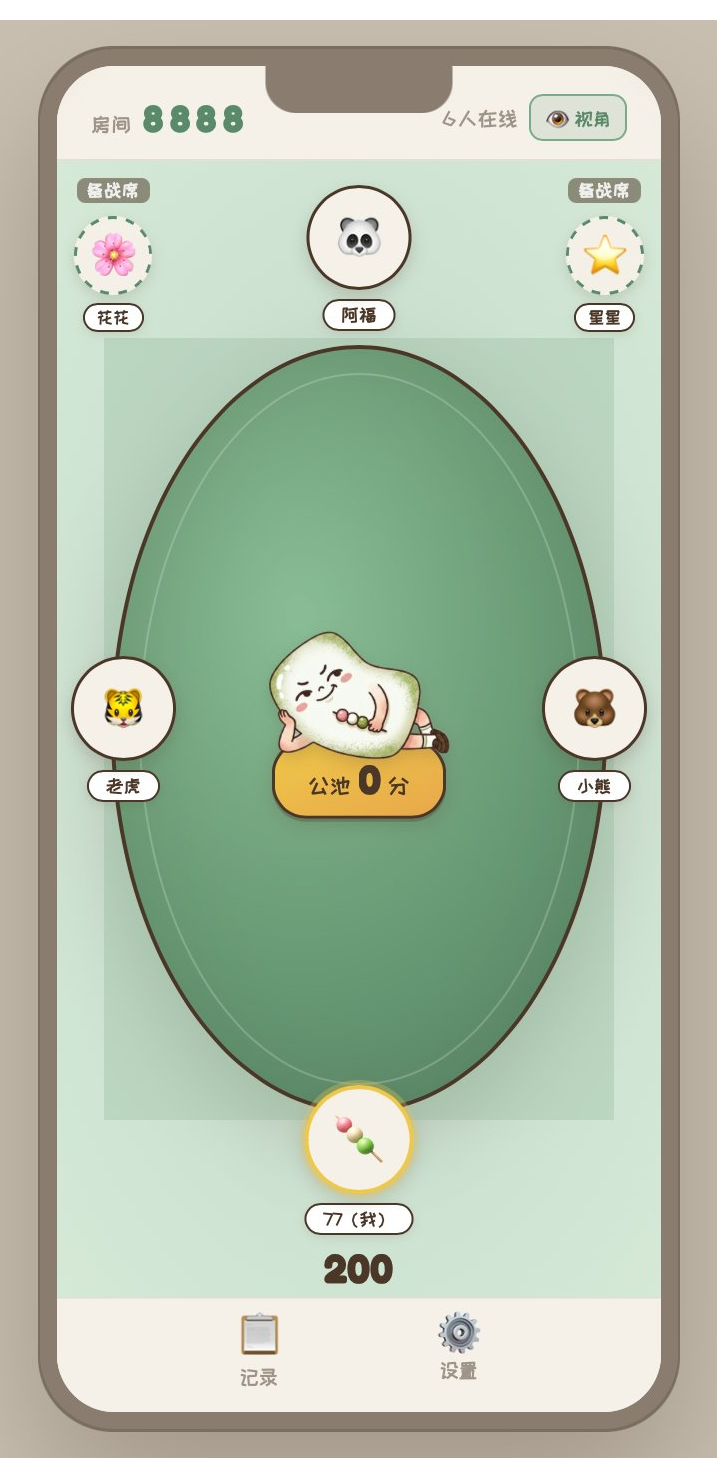 房间 8888
6人在线
视角
备战席
备战席
花花
阿福
星星
老虎
小熊
公池 0 分
77（我）
200
记录
设置